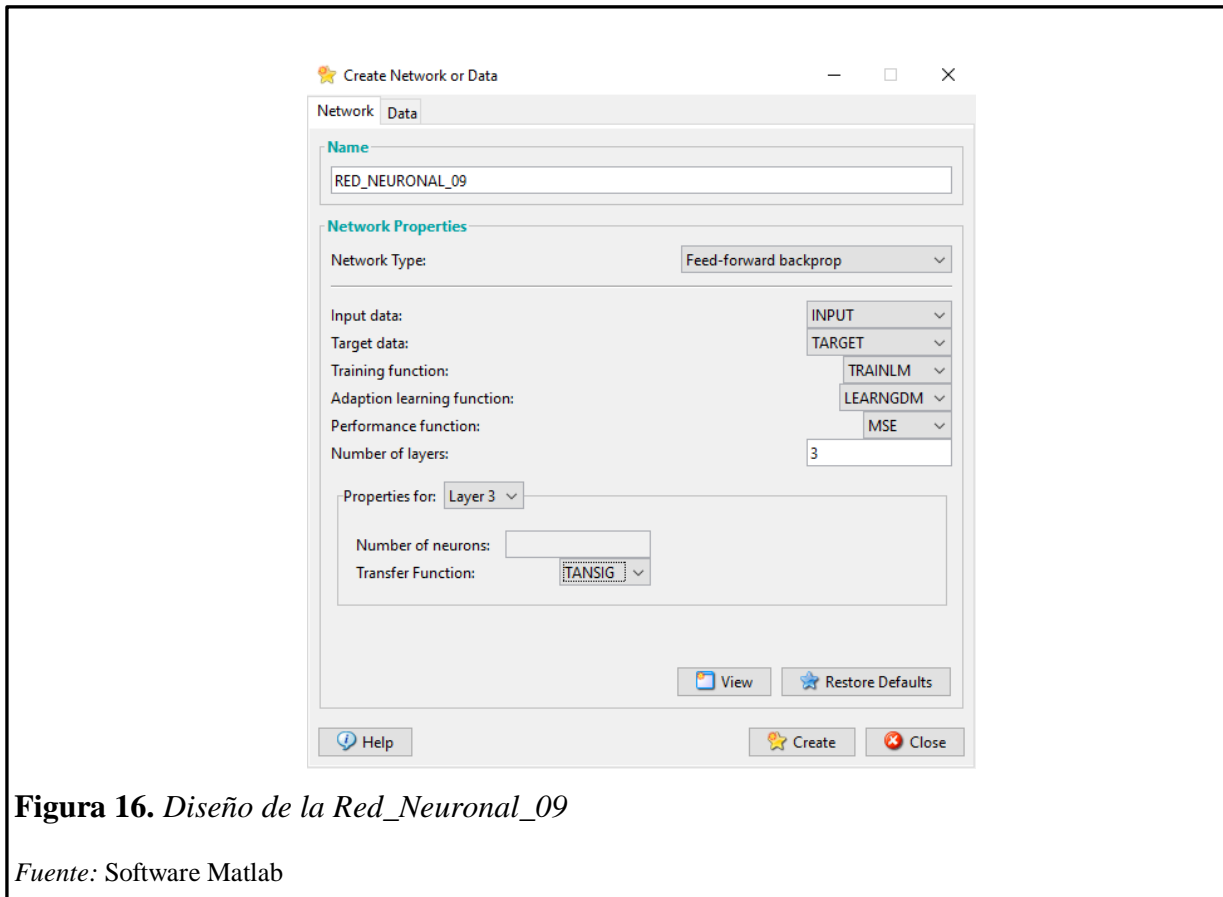 Create Network or Data
Network Data
Name
RED_NEURONAL_09
Network Properties
Network Type: Feed-forward backprop
Input data: INPUT
Target data: TARGET
Training function: TRAINLM
Adaption learning function: LEARNGDM
Performance function: MSE
Number of layers: 3
Properties for: Layer 3
Number of neurons:
Transfer Function: TANSIG
View Restore Defaults
Help Create Close
Figura 16. Diseño de la Red_Neuronal_09
Fuente: Software Matlab